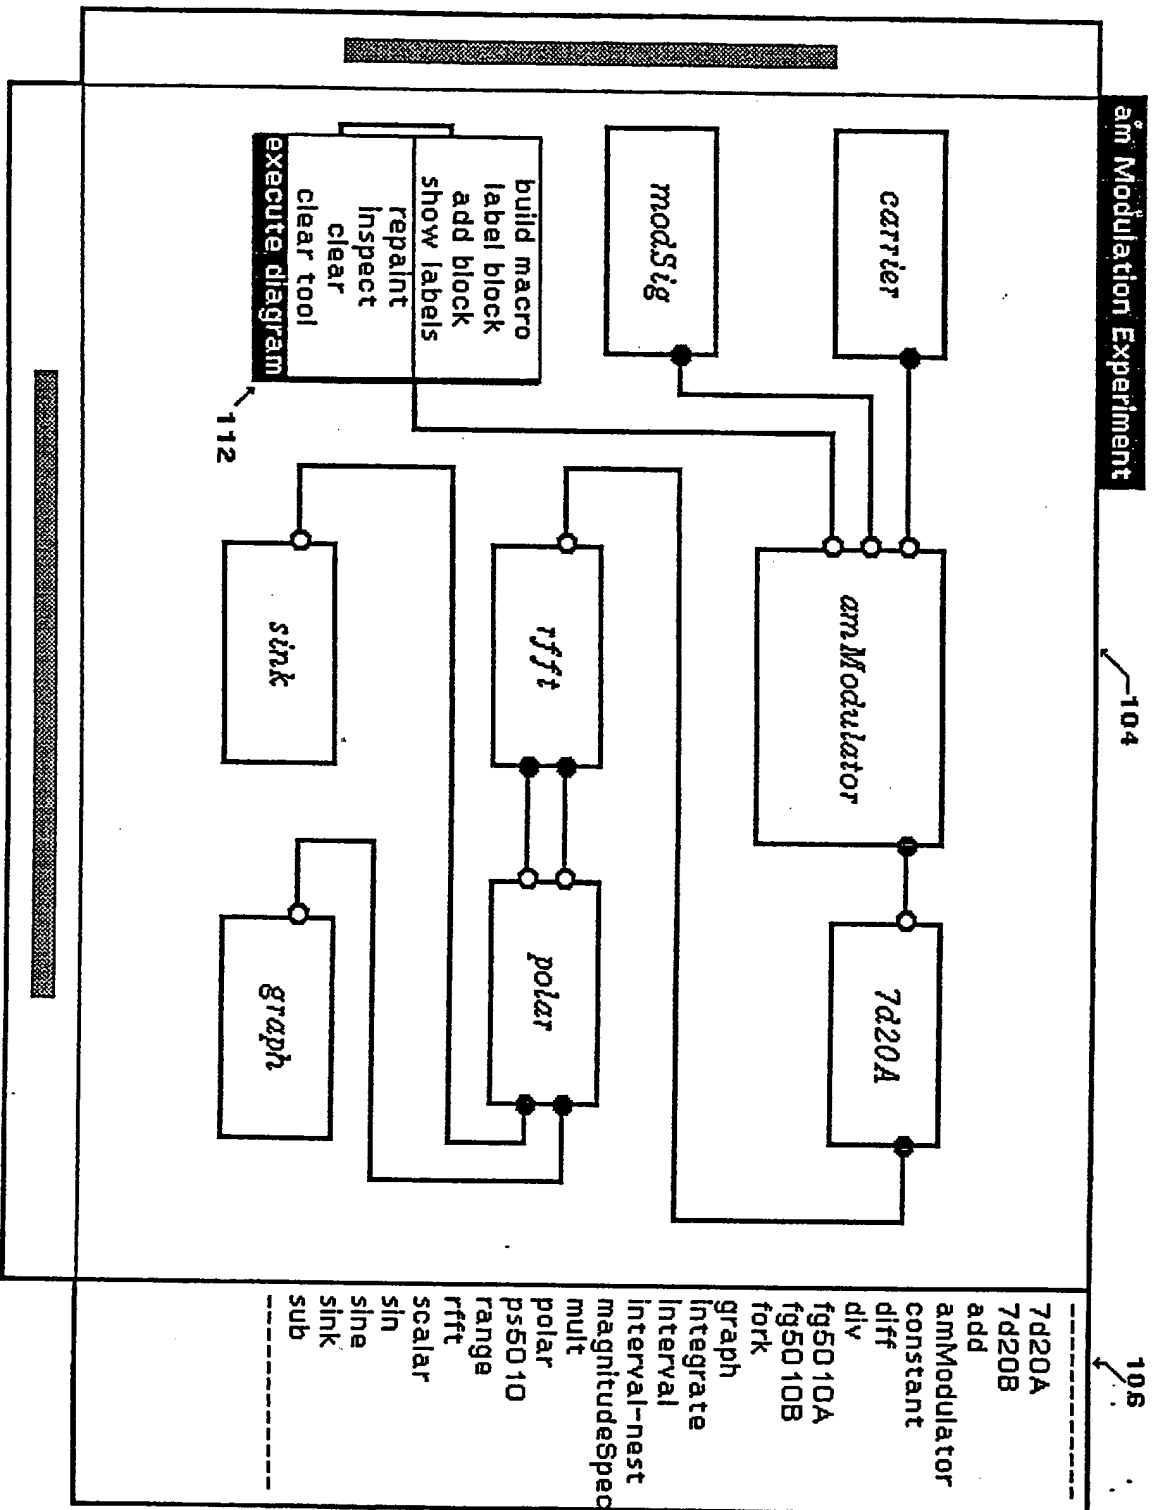 am Modulation Experiment
104
106
carrier
modSig
amModulator
7d20A
rfft
polar
sink
graph
build macro
label block
add block
show labels
repaint
inspect
clear
clear tool
execute diagram
112
7d20A
7d20B
add
amModulator
constant
diff
div
fg5010A
fg5010B
fork
graph
integrate
interval
interval-nest
magnitudeSpec
mult
polar
ps5010
range
rfft
scalar
sin
sine
sink
sub